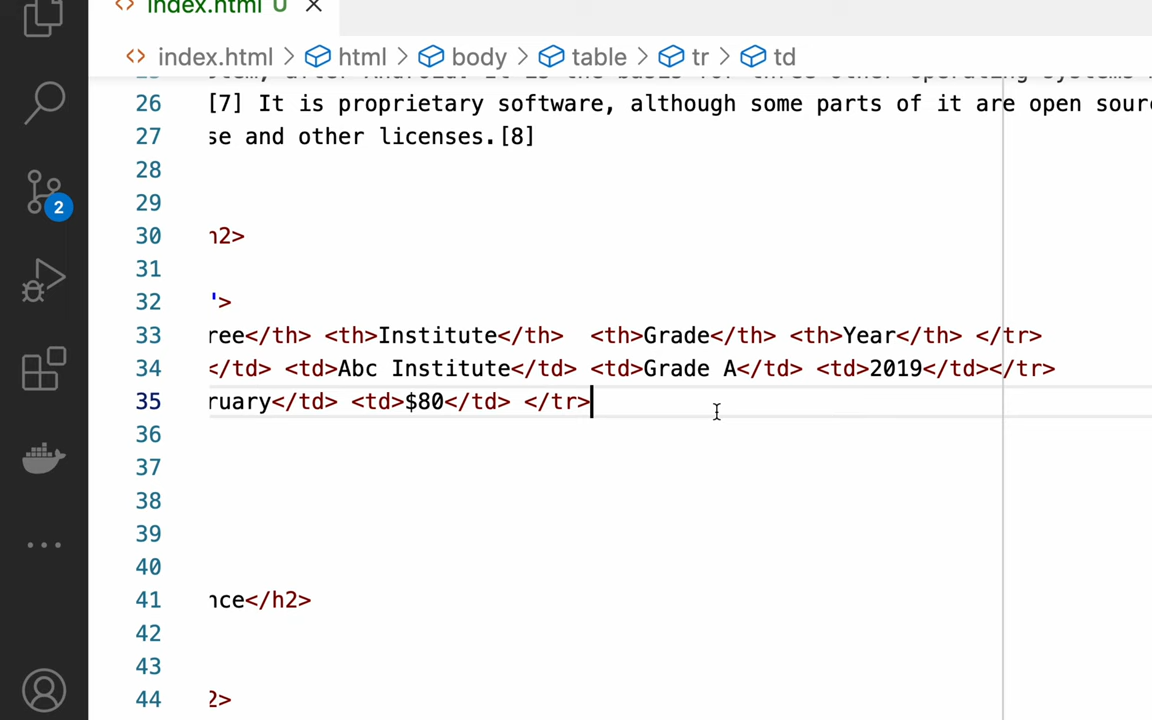 index.html U
index.html > html > body > table > tr > td
26 [7] It is proprietary software, although some parts of it are open sour
27 se and other licenses.[8]
28
29
30 h2>
31
32 '>
33 ree</th> <th>Institute</th>  <th>Grade</th> <th>Year</th> </tr>
34 </td> <td>Abc Institute</td> <td>Grade A</td> <td>2019</td></tr>
35 ruary</td> <td>$80</td> </tr>
36
37
38
39
40
41 nce</h2>
42
43
44 2>
2